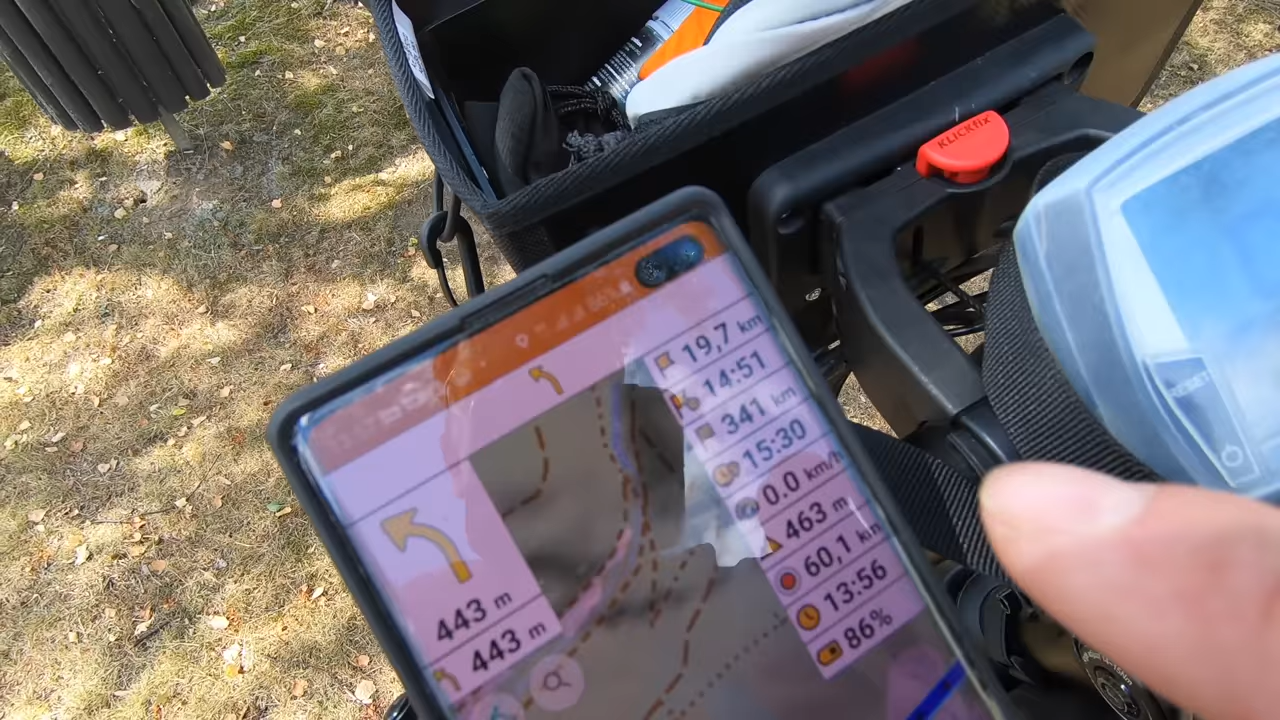 KLICKfix
RESET
19,7 km
14:51
341 km
15:30
0.0 km/h
463 m
60,1 km
13:56
86%
443 m
443 m